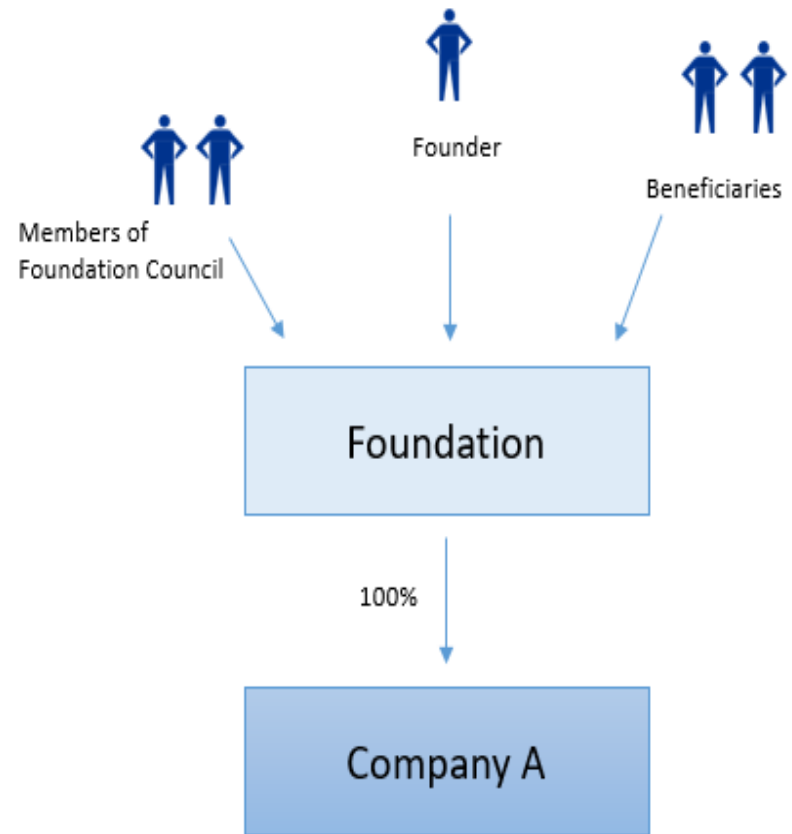 Founder
Beneficiaries
Members of
Foundation Council
Foundation
100%
Company A